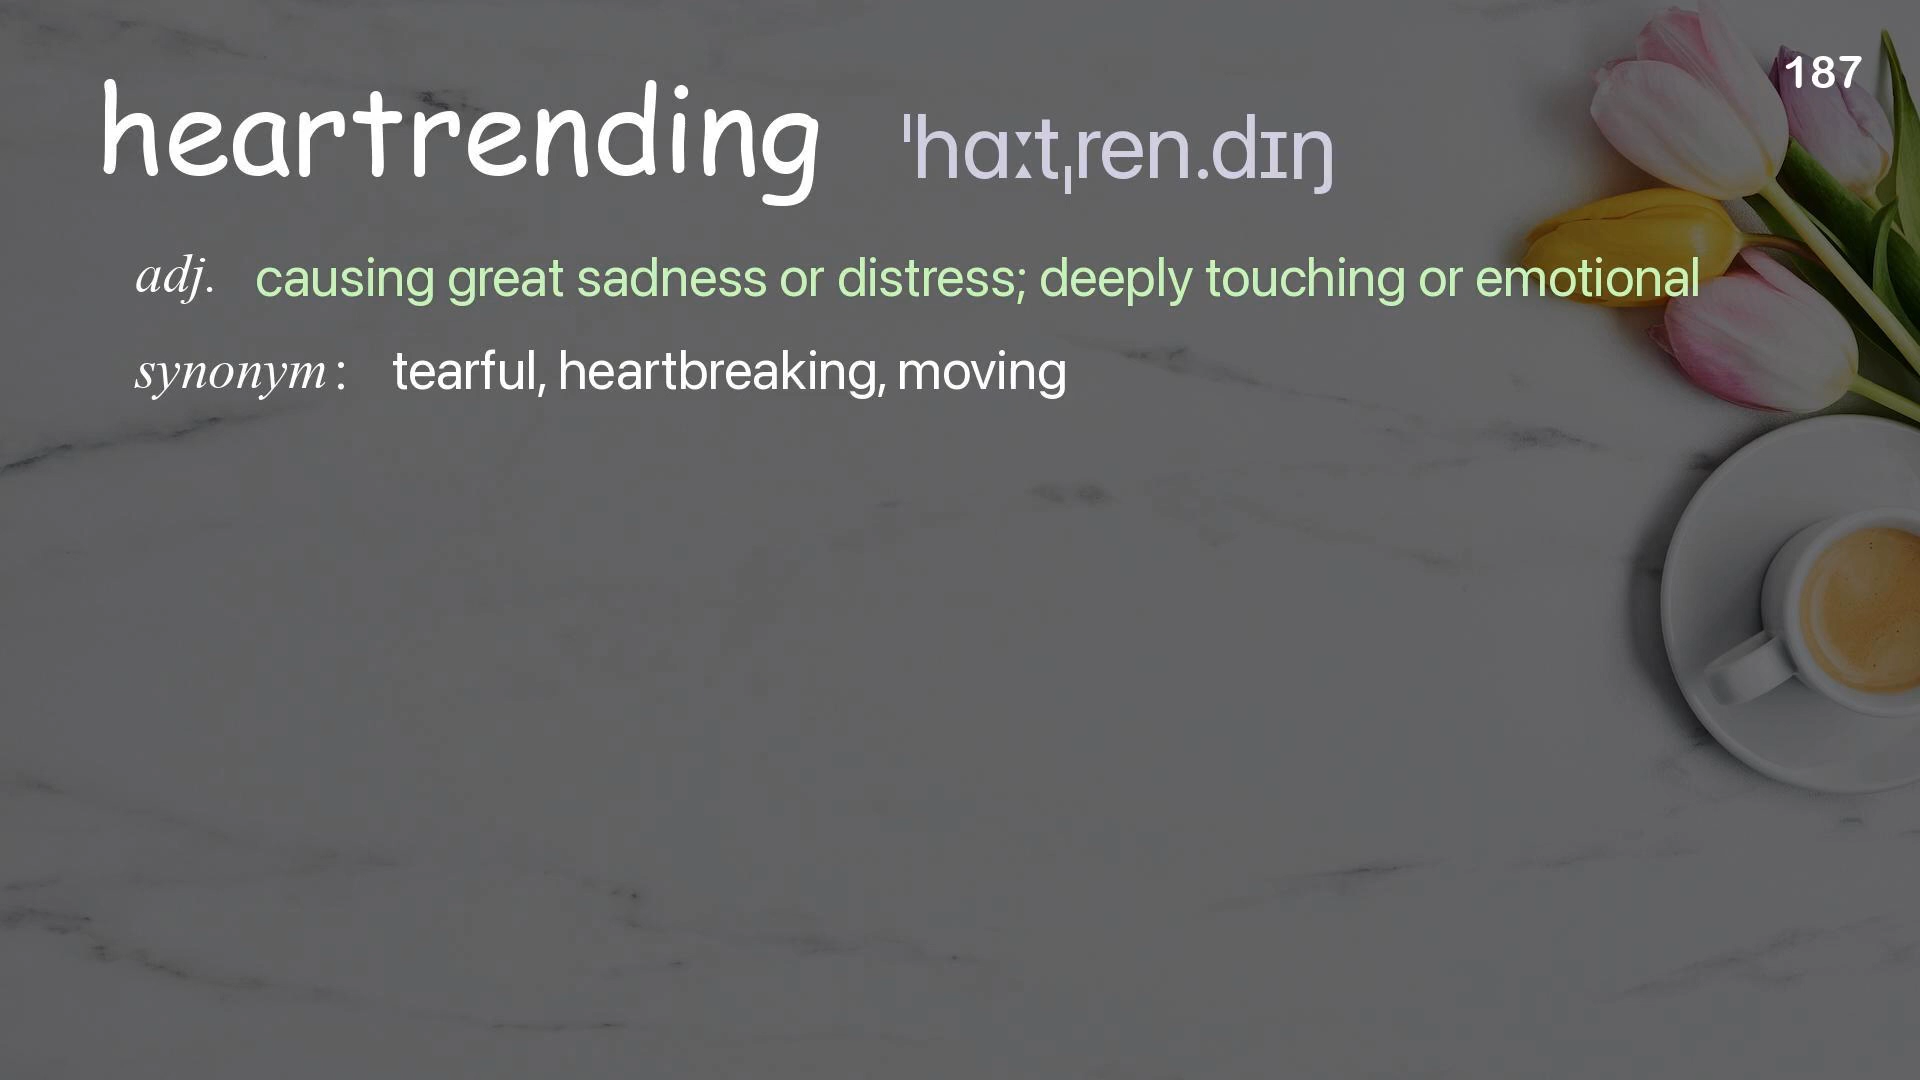 187
heartrending ˈhɑːtˌren.dɪŋ
adj. causing great sadness or distress; deeply touching or emotional
synonym : tearful, heartbreaking, moving